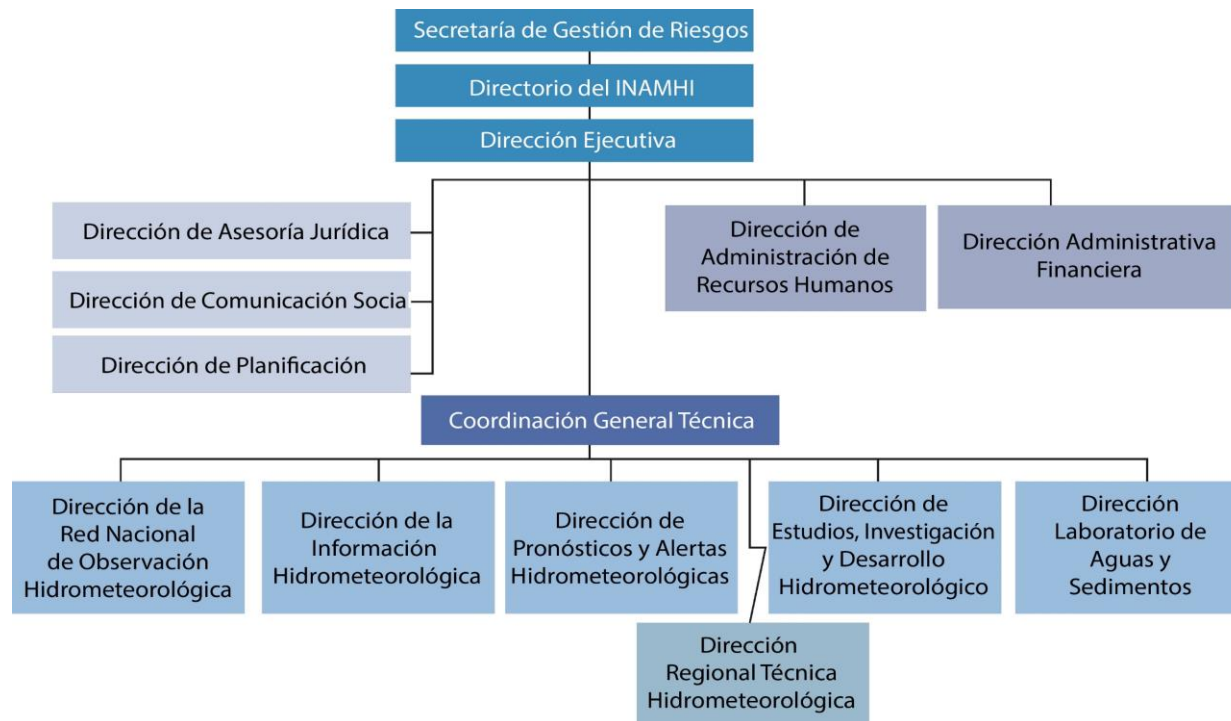 Secretaría de Gestión de Riesgos
Directorio del INAMHI
Dirección Ejecutiva
Dirección de Asesoría Jurídica
Dirección de Comunicación Socia
Dirección de Planificación
Dirección de
Administración de
Recursos Humanos
Dirección Administrativa
Financiera
Coordinación General Técnica
Dirección de la
Red Nacional
de Observación
Hidrometeorológica
Dirección de la
Información
Hidrometeorológica
Dirección de
Pronósticos y Alertas
Hidrometeorológicas
Dirección de
Estudios, Investigación
y Desarrollo
Hidrometeorológico
Dirección
Laboratorio de
Aguas y
Sedimentos
Dirección
Regional Técnica
Hidrometeorológica